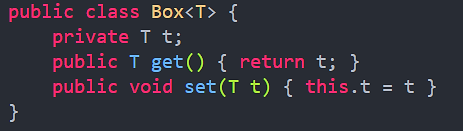 public class Box<T> {
    private T t;
    public T get() { return t; }
    public void set(T t) { this.t = t }
}